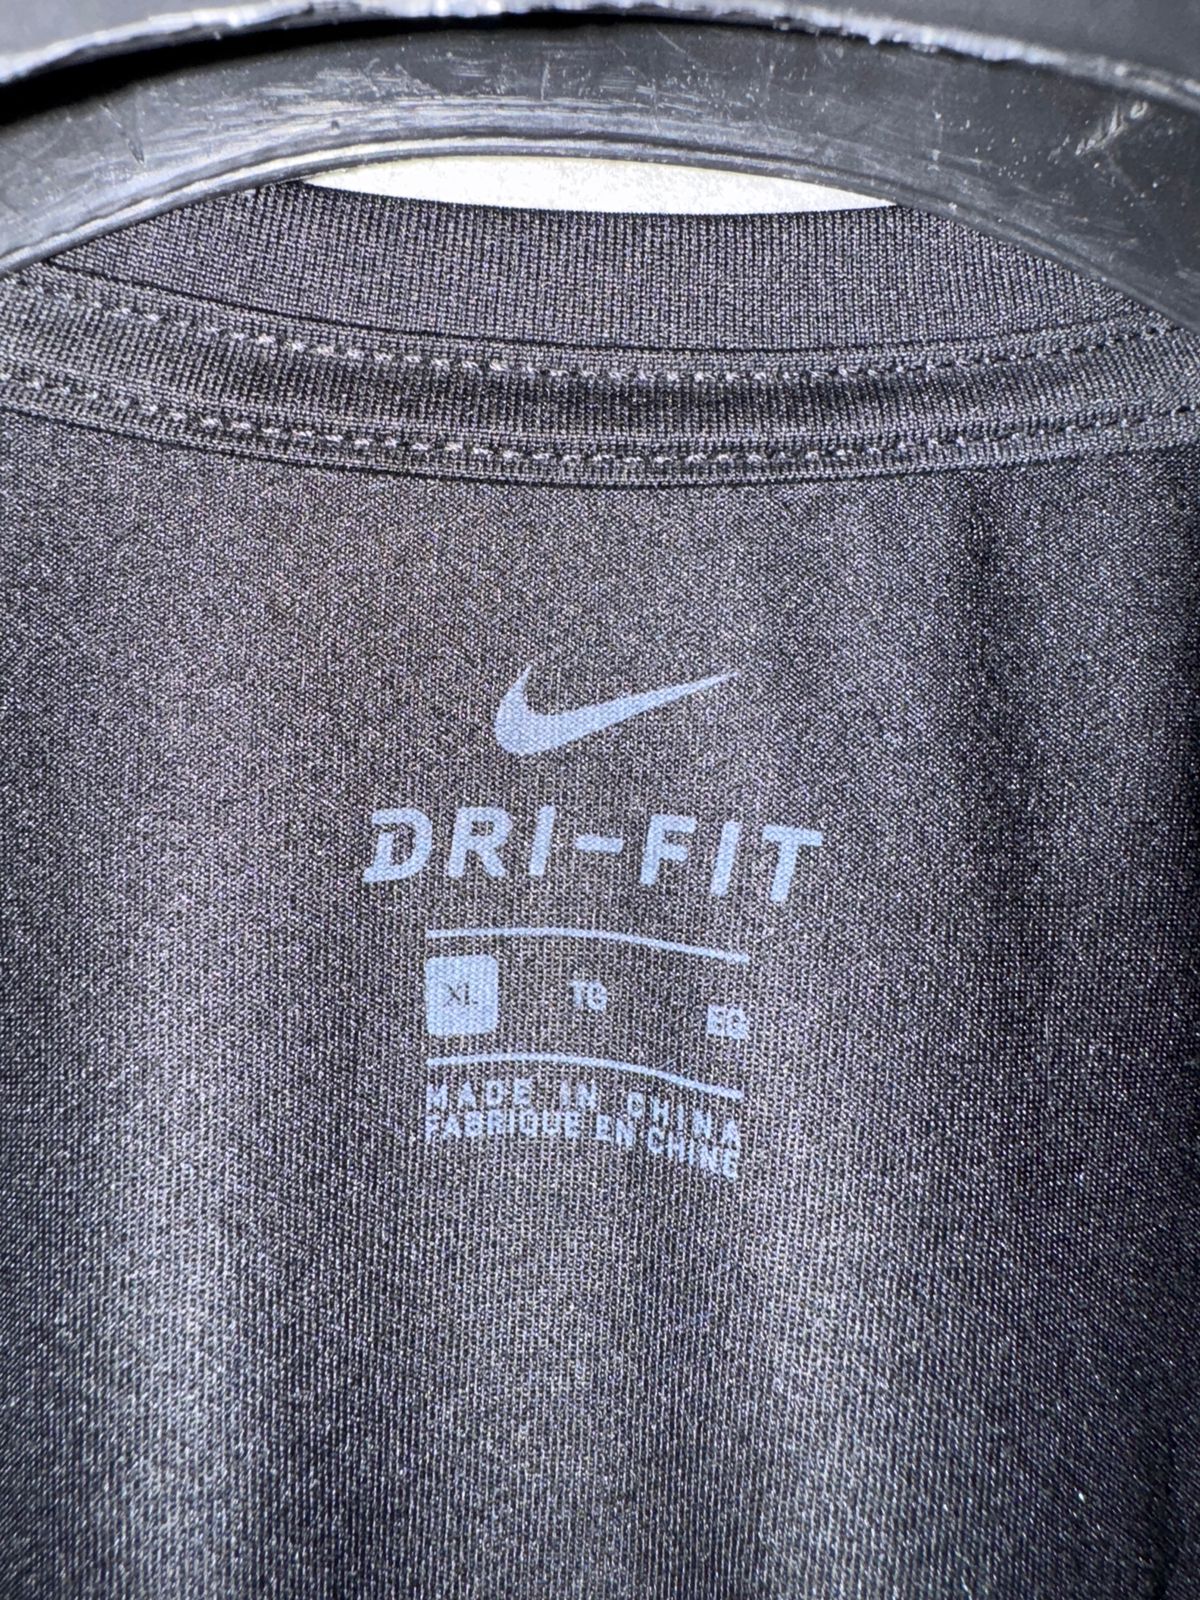 DRI-FIT
XL TG EG
MADE IN CHINA
FABRIQUE EN CHINE